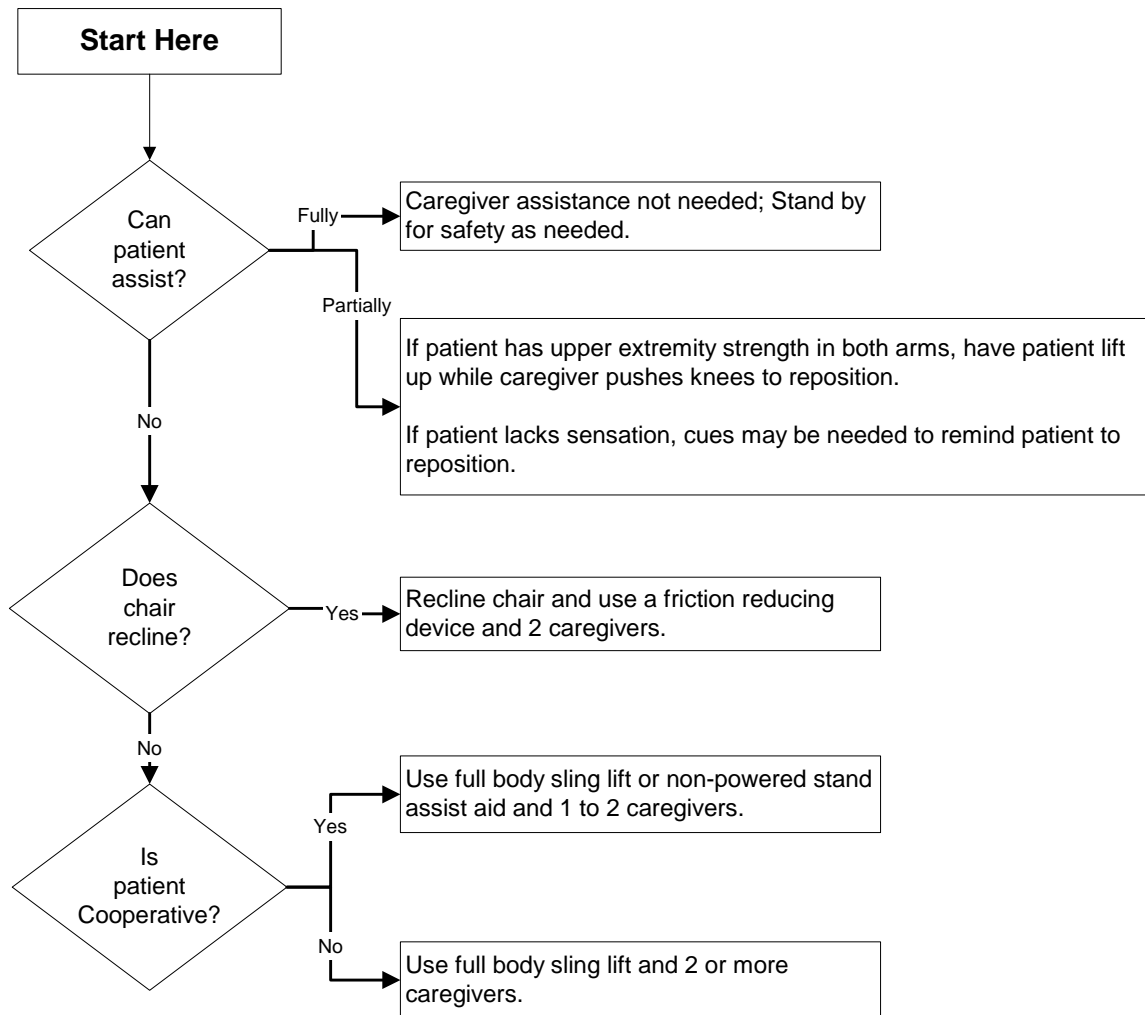 Start Here
Can
patient
assist?
Fully
Caregiver assistance not needed; Stand by
for safety as needed.
Partially
If patient has upper extremity strength in both arms, have patient lift
up while caregiver pushes knees to reposition.
If patient lacks sensation, cues may be needed to remind patient to
reposition.
No
Does
chair
recline?
Yes
Recline chair and use a friction reducing
device and 2 caregivers.
No
Is
patient
Cooperative?
Yes
Use full body sling lift or non-powered stand
assist aid and 1 to 2 caregivers.
No
Use full body sling lift and 2 or more
caregivers.